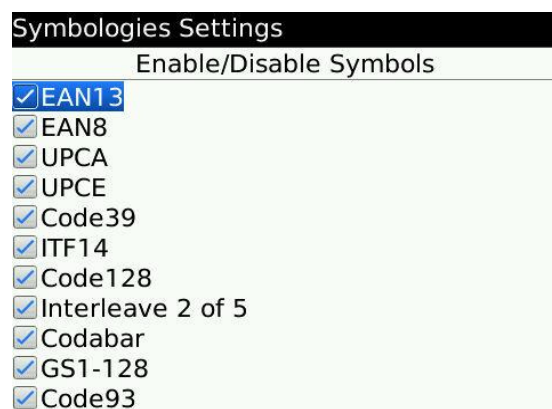 Symbologies Settings
Enable/Disable Symbols
EAN13
EAN8
UPCA
UPCE
Code39
ITF14
Code128
Interleave 2 of 5
Codabar
GS1-128
Code93